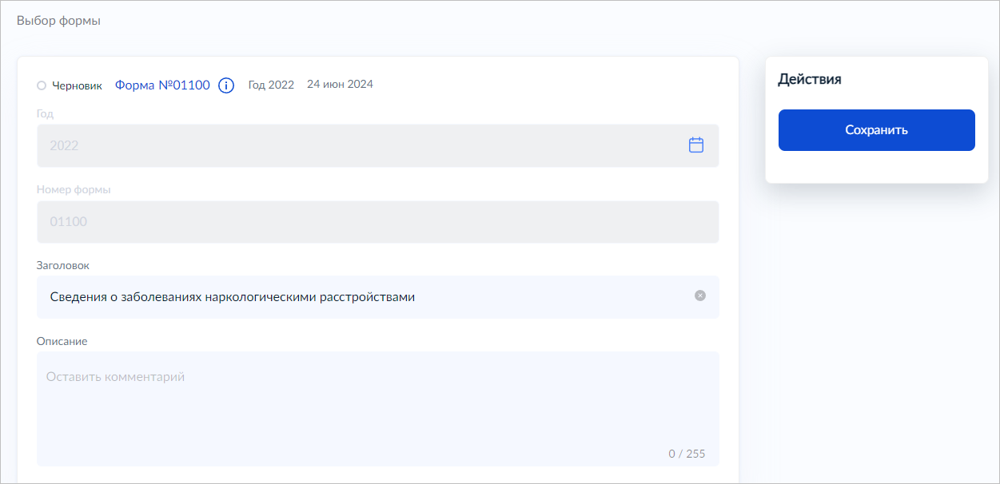 Выбор формы
Черновик Форма №01100 Год 2022 24 июн 2024
Год
2022
Номер формы
01100
Заголовок
Сведения о заболеваниях наркологическими расстройствами
Описание
Оставить комментарий
0 / 255
Действия
Сохранить